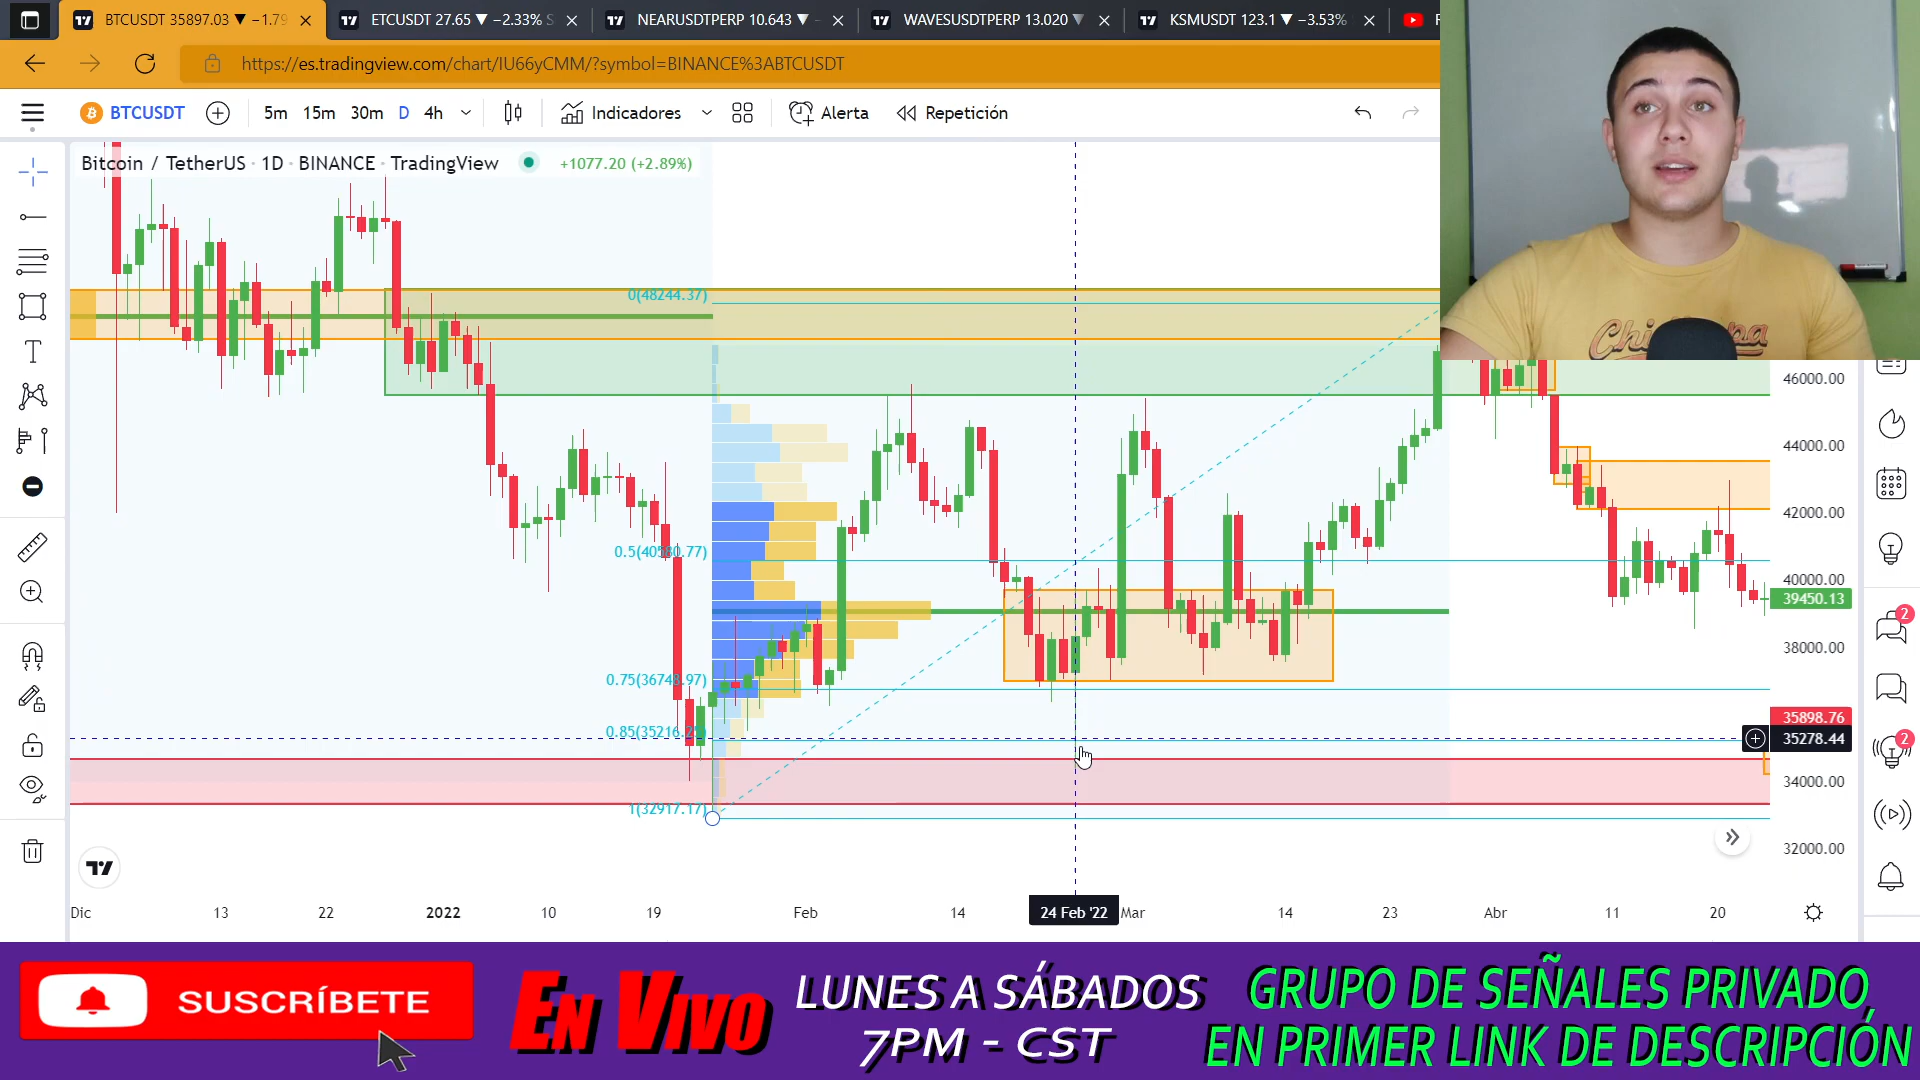 BTCUSDT 35897.03 ▼ −1.79
ETCUSDT 27.65 ▼ −2.33% S
NEARUSDTPERP 10.643 ▼ −
WAVESUSDTPERP 13.020 ▼
KSMUSDT 123.1 ▼ −3.53%
https://es.tradingview.com/chart/IU66yCMM/?symbol=BINANCE%3ABTCUSDT
BTCUSDT
5m 15m 30m D 4h
Indicadores
Alerta
Repetición
Bitcoin / TetherUS · 1D · BINANCE · TradingView
+1077.20 (+2.89%)
0(48244.37)
46000.00
44000.00
42000.00
0.5(40580.77)
40000.00
39450.13
38000.00
0.75(36748.97)
35898.76
35278.44
34000.00
1(32917.17)
32000.00
2
2
Dic 13 22 2022 10 19 Feb 14 24 Feb '22 Mar 14 23 Abr 11 20
SUSCRÍBETE
En Vivo
LUNES A SÁBADOS
7PM - CST
GRUPO DE SEÑALES PRIVADO
EN PRIMER LINK DE DESCRIPCIÓN